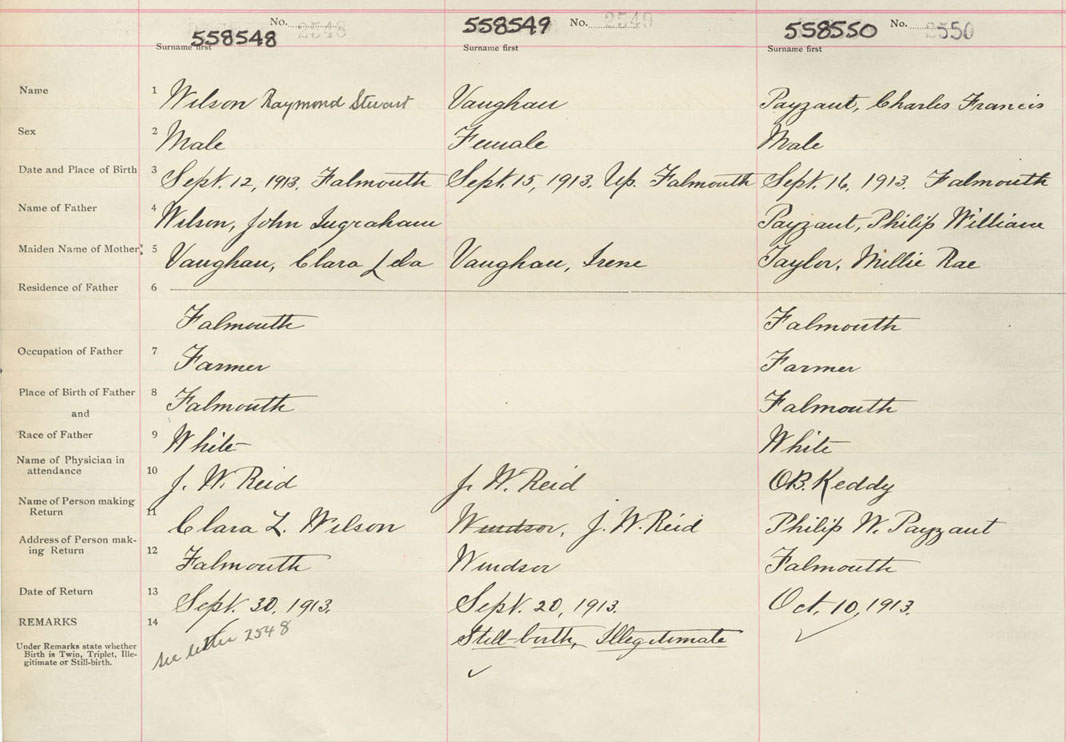 No. 2548 No. 2549 No. 2550
558548 558549 558550
Surname first Surname first Surname first
Name 1 Wilson Raymond Stewart Vaughan Payzant, Charles Francis
Sex 2 Male Female Male
Date and Place of Birth 3 Sept. 12, 1913, Falmouth Sept. 15, 1913, Up. Falmouth Sept. 16, 1913, Falmouth
Name of Father 4 Wilson, John Ingraham Payzant, Philip William
Maiden Name of Mother 5 Vaughan, Clara Leda Vaughan, Irene Taylor, Millie Rae
Residence of Father 6
Falmouth Falmouth
Occupation of Father 7 Farmer Farmer
Place of Birth of Father 8 Falmouth Falmouth
and
Race of Father 9 White White
Name of Physician in
attendance 10 J. W. Reid J. W. Reid O.B. Keddy
Name of Person making
Return 11 Clara L. Wilson Windsor, J. W. Reid Philip W. Payzant
Address of Person mak-
ing Return 12 Falmouth Windsor Falmouth
Date of Return 13 Sept. 30, 1913. Sept. 20, 1913. Oct. 10, 1913.
REMARKS 14 see letter 2548 Still-birth, Illegitimate
Under Remarks state whether
Birth is Twin, Triplet, Ille-
gitimate or Still-birth.